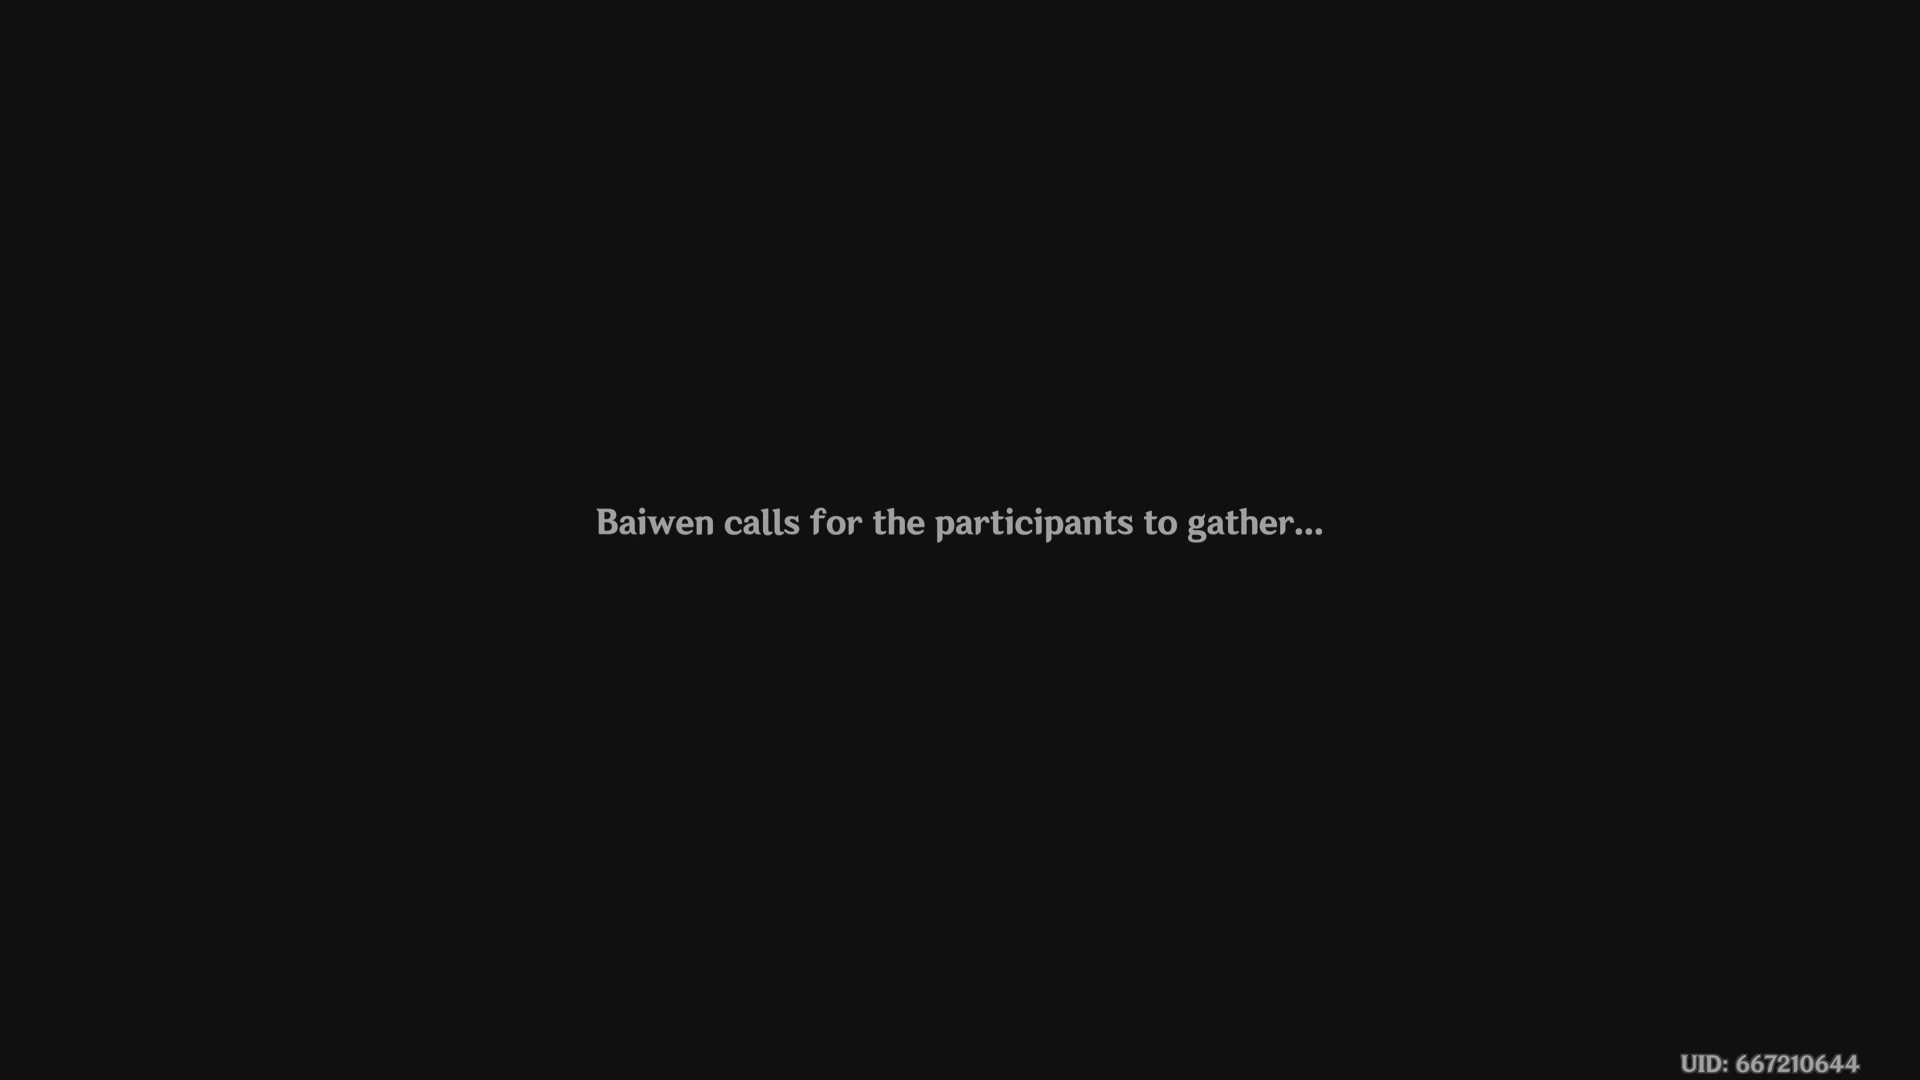 Baiwen calls for the participants to gather...
UID: 667210644